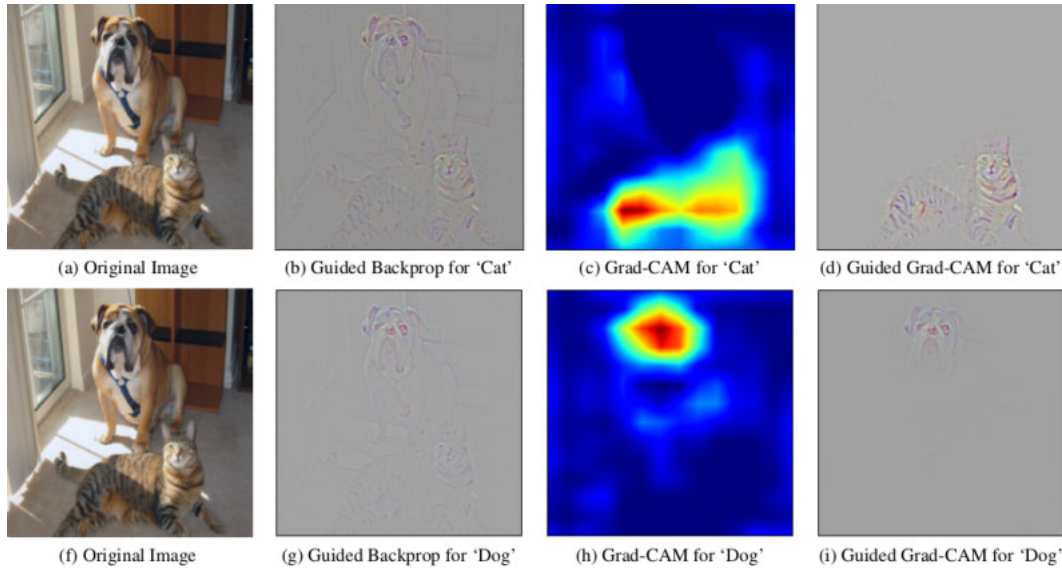 (a) Original Image
(b) Guided Backprop for ‘Cat’
(c) Grad-CAM for ‘Cat’
(d) Guided Grad-CAM for ‘Cat’
(f) Original Image
(g) Guided Backprop for ‘Dog’
(h) Grad-CAM for ‘Dog’
(i) Guided Grad-CAM for ‘Dog’